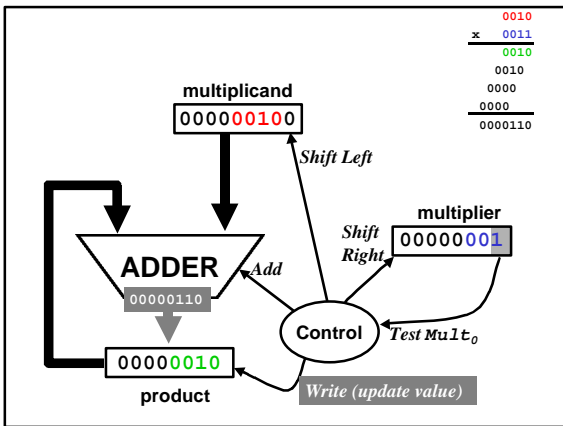 0010
x 0011
0010
0010
0000
0000
0000110
multiplicand
000000100
Shift Left
multiplier
00000001
Shift
Right
ADDER
Add
00000110
Control
Test Mult0
00000010
product
Write (update value)